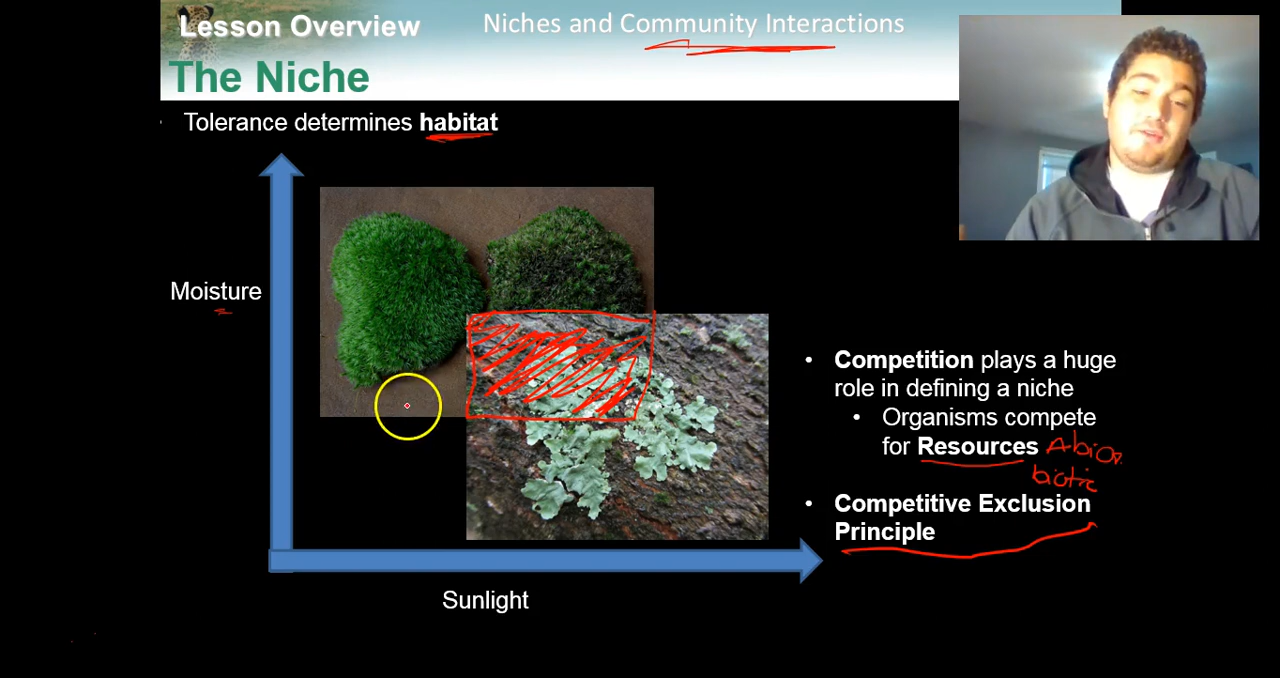 Lesson Overview
Niches and Community Interactions
The Niche
Tolerance determines habitat
Moisture
• Competition plays a huge
role in defining a niche
• Organisms compete
for Resources
biotic
• Competitive Exclusion
Principle
Sunlight